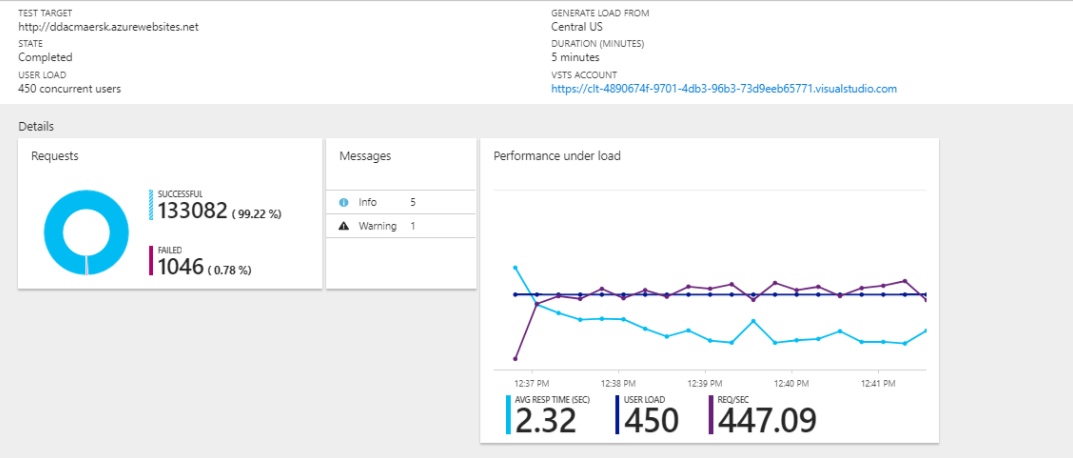 TEST TARGET
http://ddacmaersk.azurewebsites.net
STATE
Completed
USER LOAD
450 concurrent users
GENERATE LOAD FROM
Central US
DURATION (MINUTES)
5 minutes
VSTS ACCOUNT
https://clt-4890674f-9701-4db3-96b3-73d9eeb65771.visualstudio.com
Details
Requests
SUCCESSFUL
133082 ( 99.22 %)
FAILED
1046 ( 0.78 %)
Messages
Info 5
Warning 1
Performance under load
12:37 PM 12:38 PM 12:39 PM 12:40 PM 12:41 PM
AVG RESP TIME (SEC) USER LOAD REQ/SEC
2.32 450 447.09